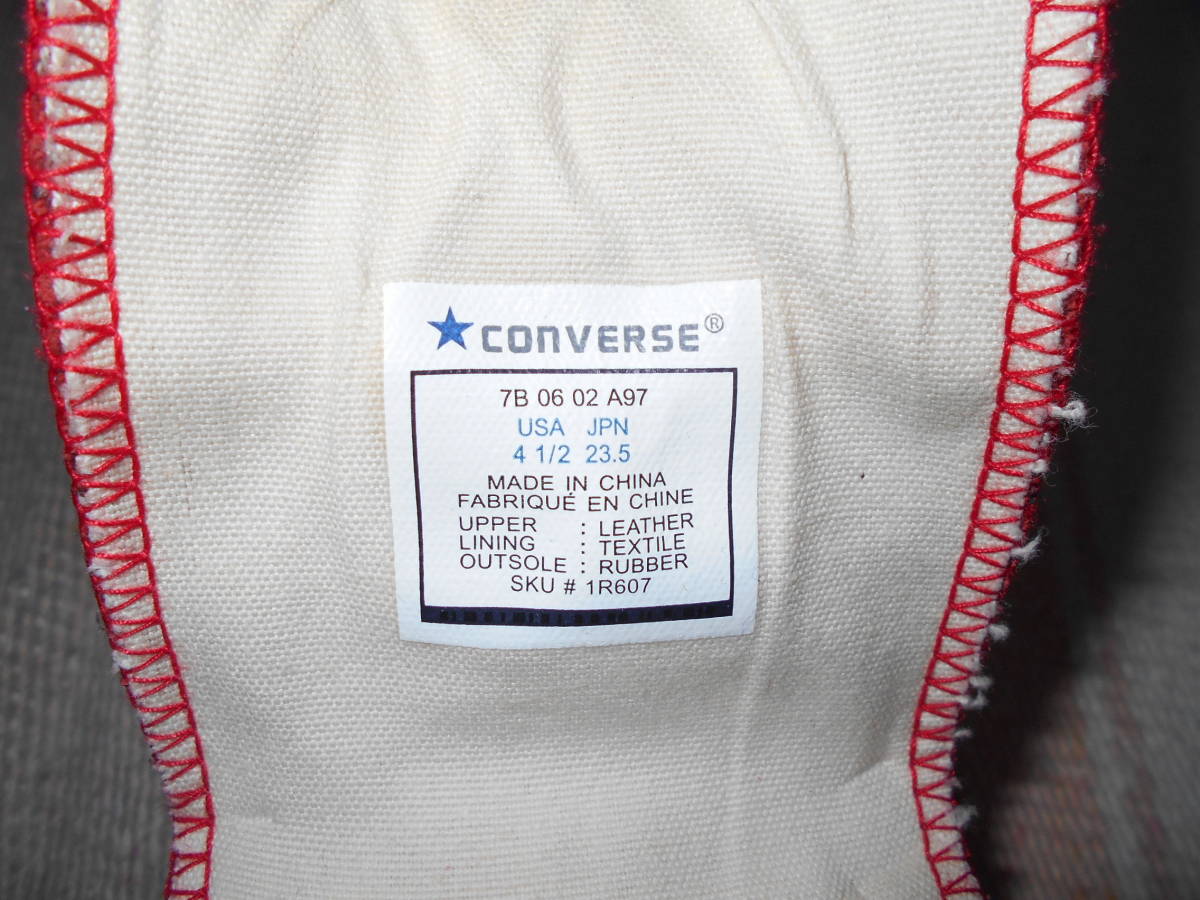 CONVERSE®
7B 06 02 A97
USA JPN
4 1/2 23.5
MADE IN CHINA
FABRIQUÉ EN CHINE
UPPER : LEATHER
LINING : TEXTILE
OUTSOLE : RUBBER
SKU # 1R607